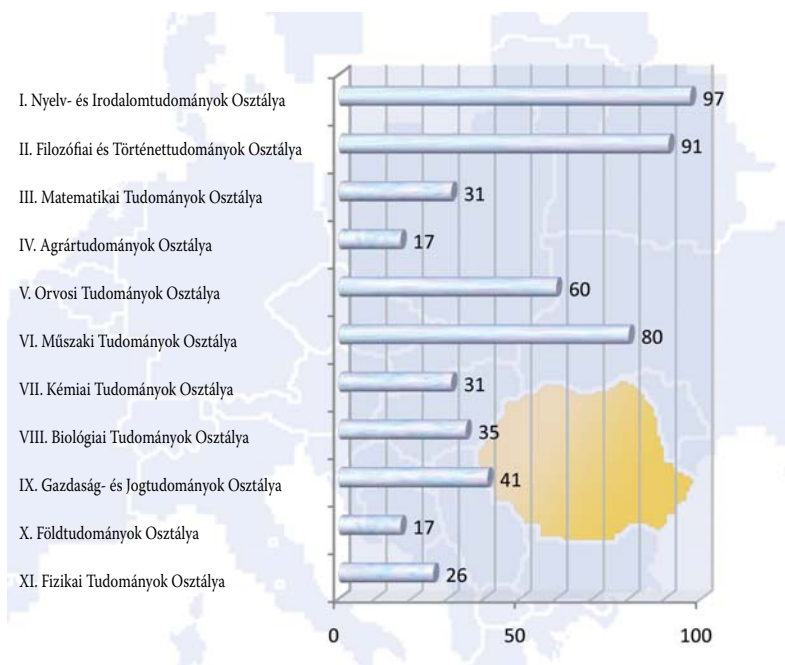 I. Nyelv- és Irodalomtudományok Osztálya 97
II. Filozófiai és Történettudományok Osztálya 91
III. Matematikai Tudományok Osztálya 31
IV. Agrártudományok Osztálya 17
V. Orvosi Tudományok Osztálya 60
VI. Műszaki Tudományok Osztálya 80
VII. Kémiai Tudományok Osztálya 31
VIII. Biológiai Tudományok Osztálya 35
IX. Gazdaság- és Jogtudományok Osztálya 41
X. Földtudományok Osztálya 17
XI. Fizikai Tudományok Osztálya 26
0 50 100